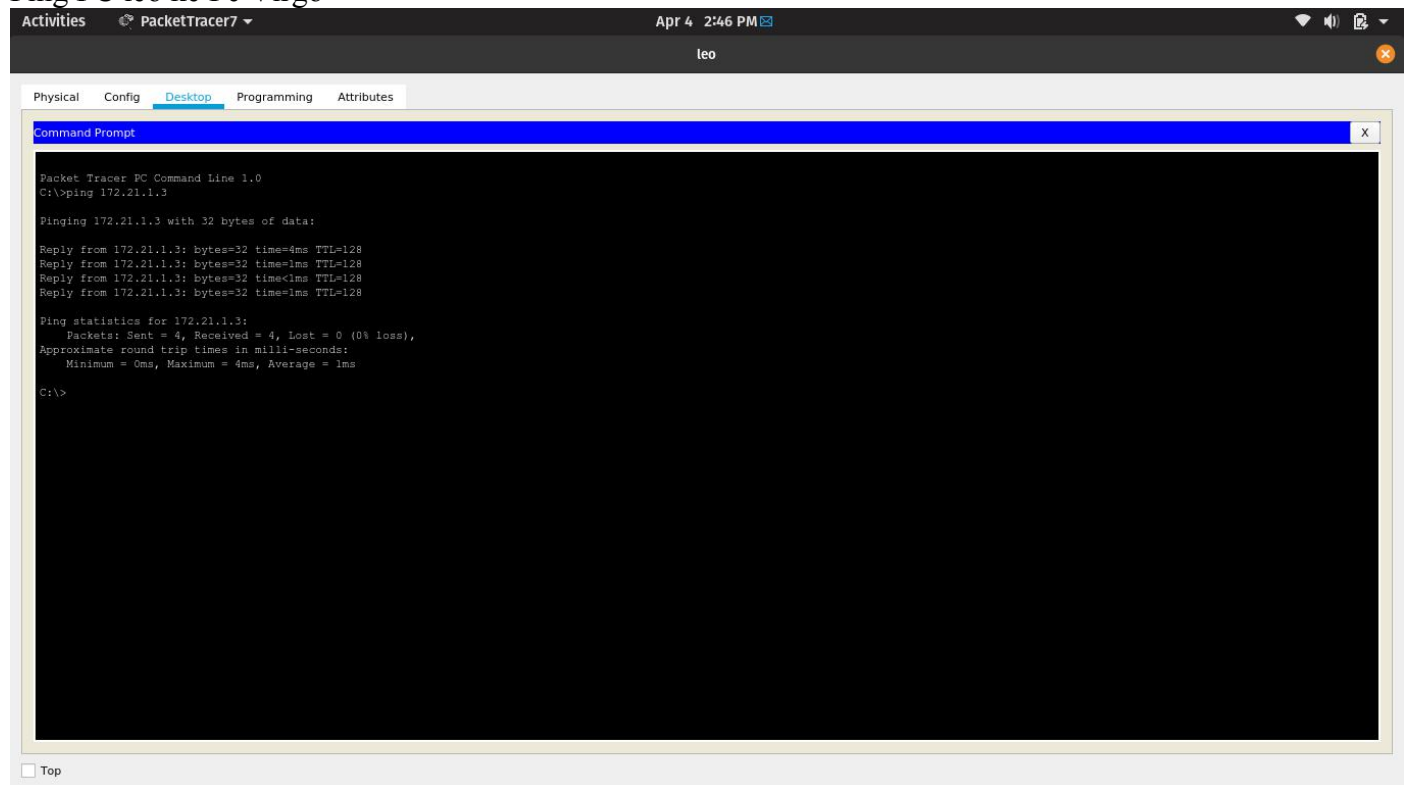 Activities PacketTracer7 Apr 4 2:46 PM
leo
Physical Config Desktop Programming Attributes
Command Prompt X
Packet Tracer PC Command Line 1.0
C:\>ping 172.21.1.3
Pinging 172.21.1.3 with 32 bytes of data:
Reply from 172.21.1.3: bytes=32 time=4ms TTL=128
Reply from 172.21.1.3: bytes=32 time=1ms TTL=128
Reply from 172.21.1.3: bytes=32 time<1ms TTL=128
Reply from 172.21.1.3: bytes=32 time=1ms TTL=128
Ping statistics for 172.21.1.3:
Packets: Sent = 4, Received = 4, Lost = 0 (0% loss),
Approximate round trip times in milli-seconds:
Minimum = 0ms, Maximum = 4ms, Average = 1ms
C:\>
Top